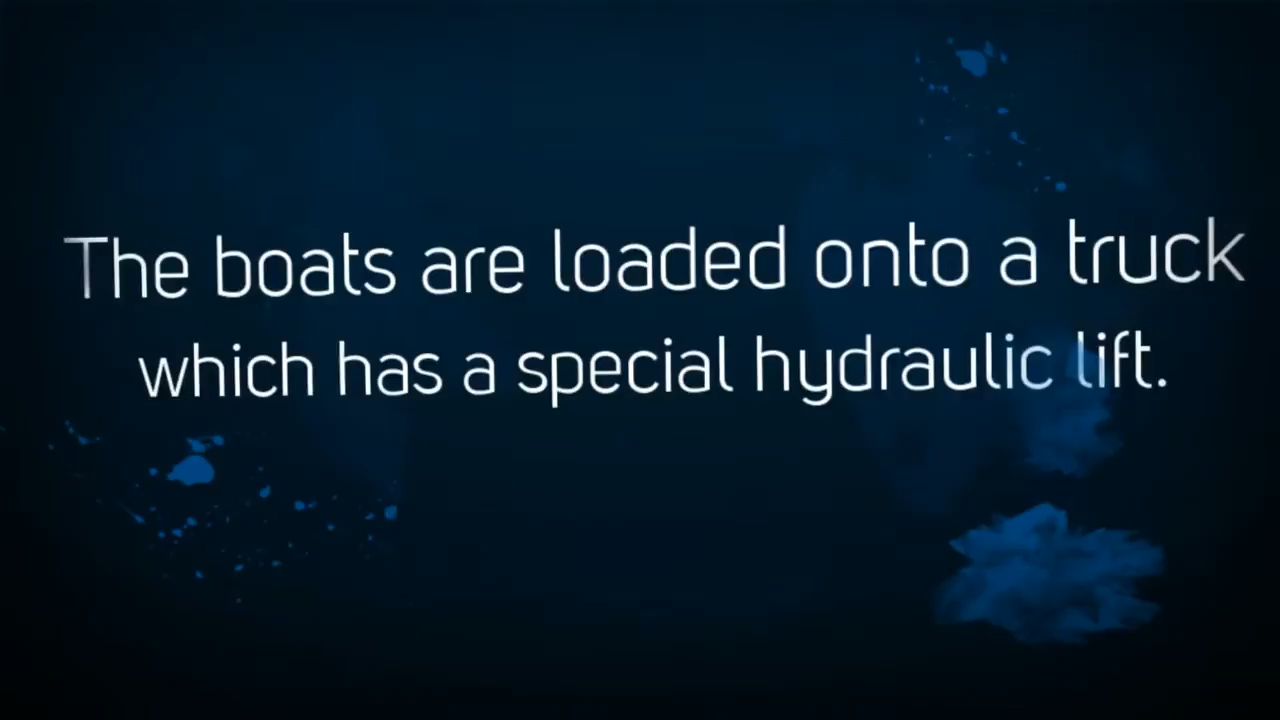 The boats are loaded onto a truck
which has a special hydraulic lift.